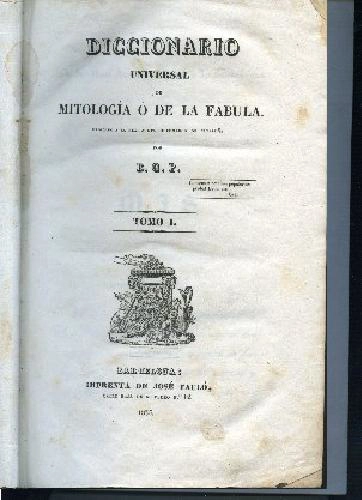 DICCIONARIO
UNIVERSAL
DE
MITOLOGÍA O DE LA FABULA.
POR
B. G. P.
TOMO I.
BARCELONA:
IMPRENTA DE JOSÉ TAULÓ,